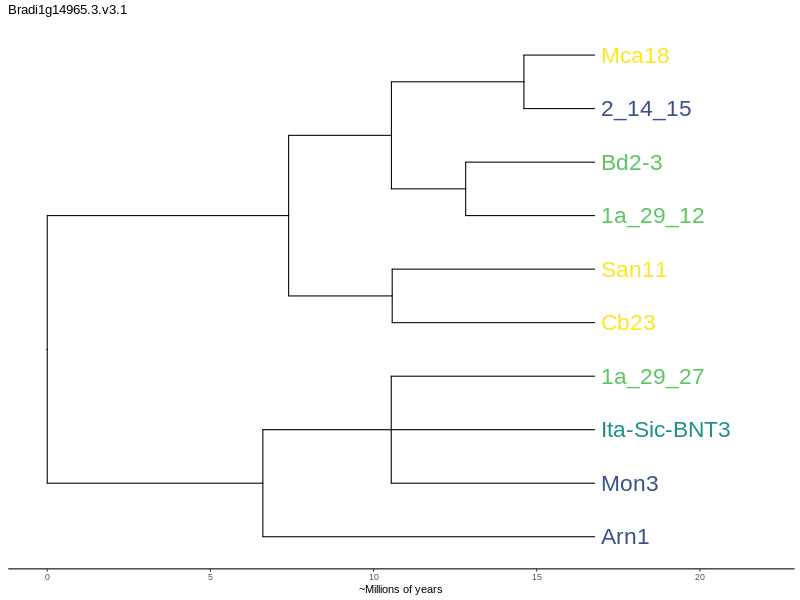 Bradi1g14965.3.v3.1
Mca18
2_14_15
Bd2-3
1a_29_12
San11
Cb23
1a_29_27
Ita-Sic-BNT3
Mon3
Arn1
0 5 10 15 20
~Millions of years